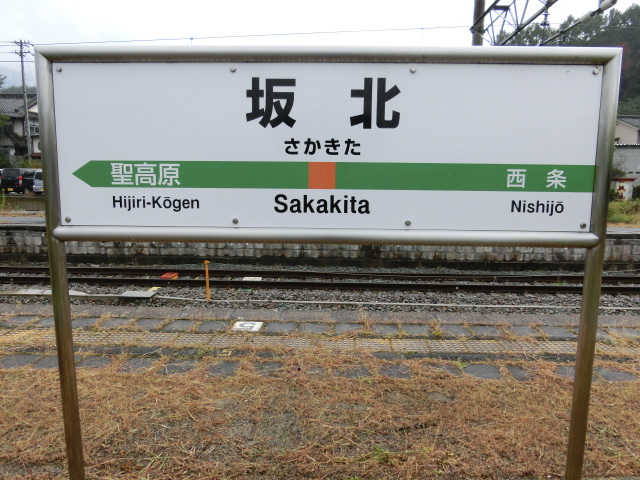 坂 北
さかきた
聖高原 西 条
Hijiri-Kōgen Sakakita Nishijō